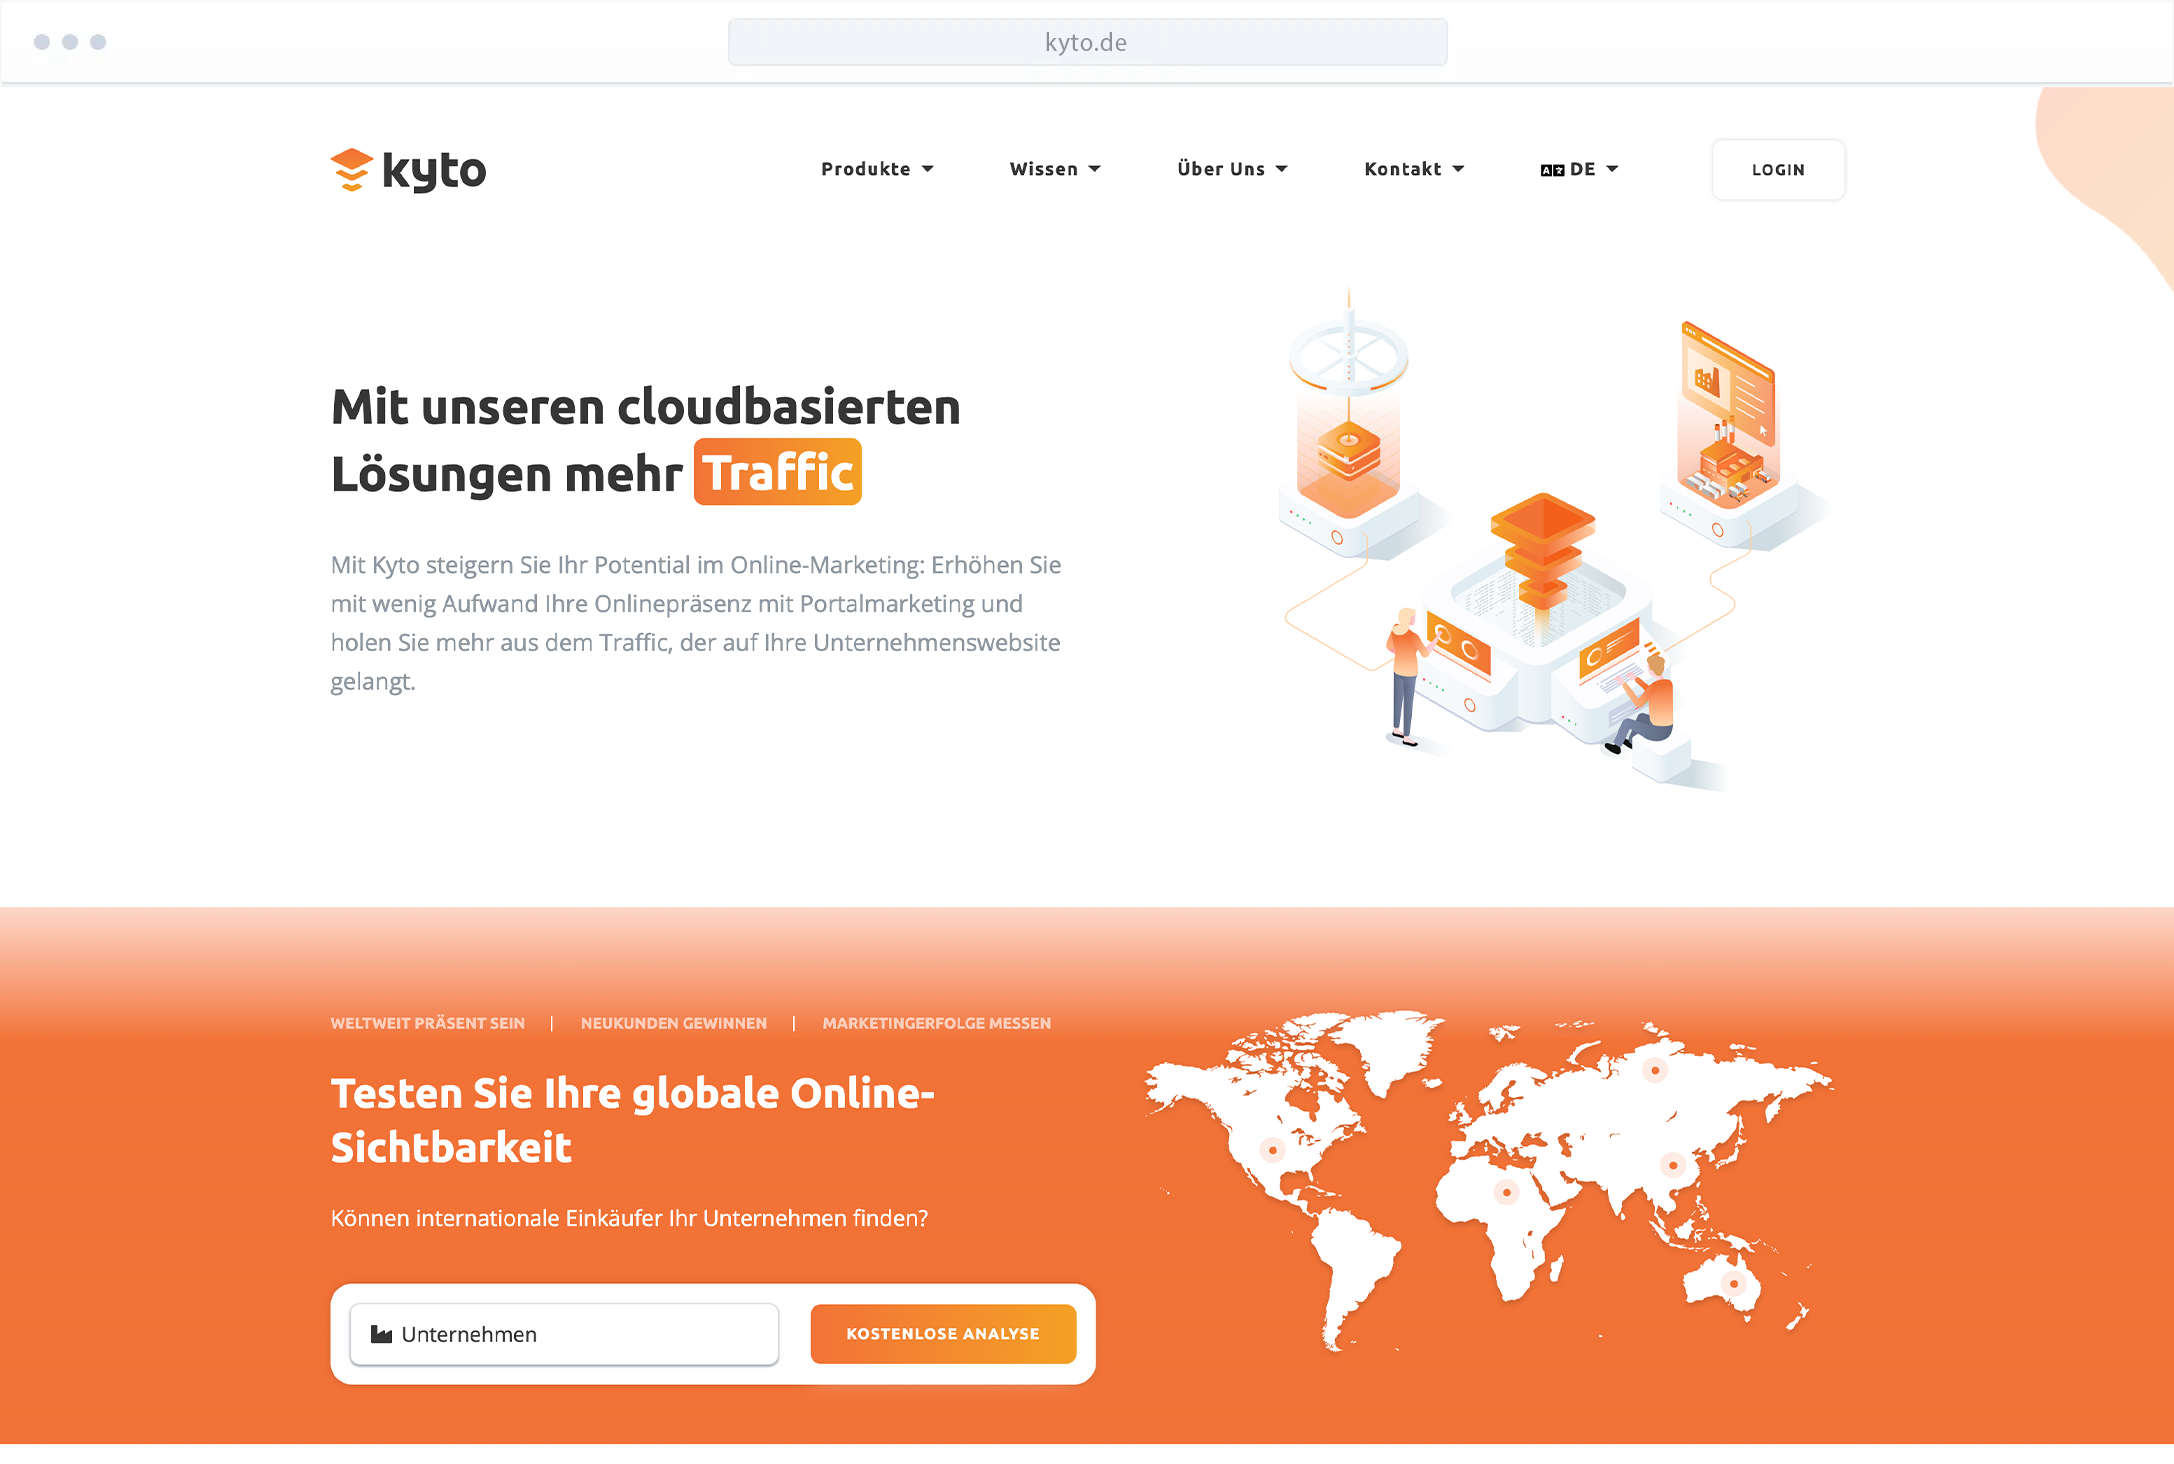 kyto.de
kyto
Produkte
Wissen
Über Uns
Kontakt
DE
LOGIN
Mit unseren cloudbasierten
Lösungen mehr Traffic
Mit Kyto steigern Sie Ihr Potential im Online-Marketing: Erhöhen Sie
mit wenig Aufwand Ihre Onlinepräsenz mit Portalmarketing und
holen Sie mehr aus dem Traffic, der auf Ihre Unternehmenswebsite
gelangt.
WELTWEIT PRÄSENT SEIN | NEUKUNDEN GEWINNEN | MARKETINGERFOLGE MESSEN
Testen Sie Ihre globale Online-
Sichtbarkeit
Können internationale Einkäufer Ihr Unternehmen finden?
Unternehmen
KOSTENLOSE ANALYSE